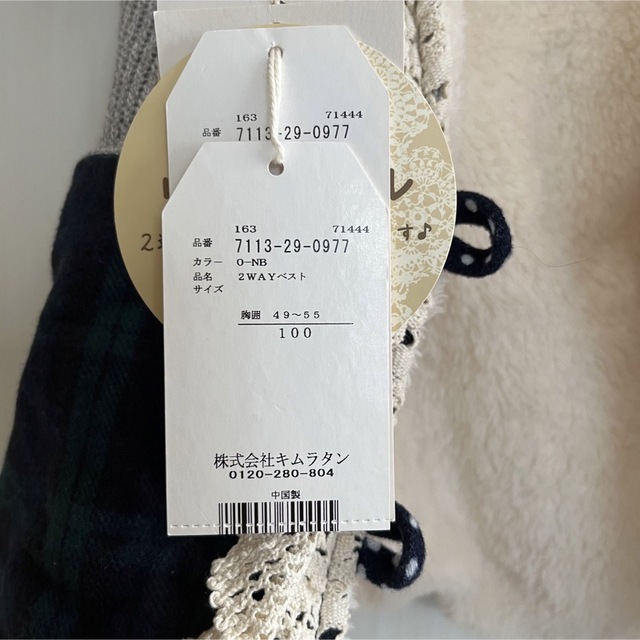 163 71444
品番 7113-29-0977
163 71444
品番 7113-29-0977
カラー 0-NB
品名 2WAYベスト
サイズ
胸囲 49～55
100
株式会社キムラタン
0120-280-804
中国製
す♪